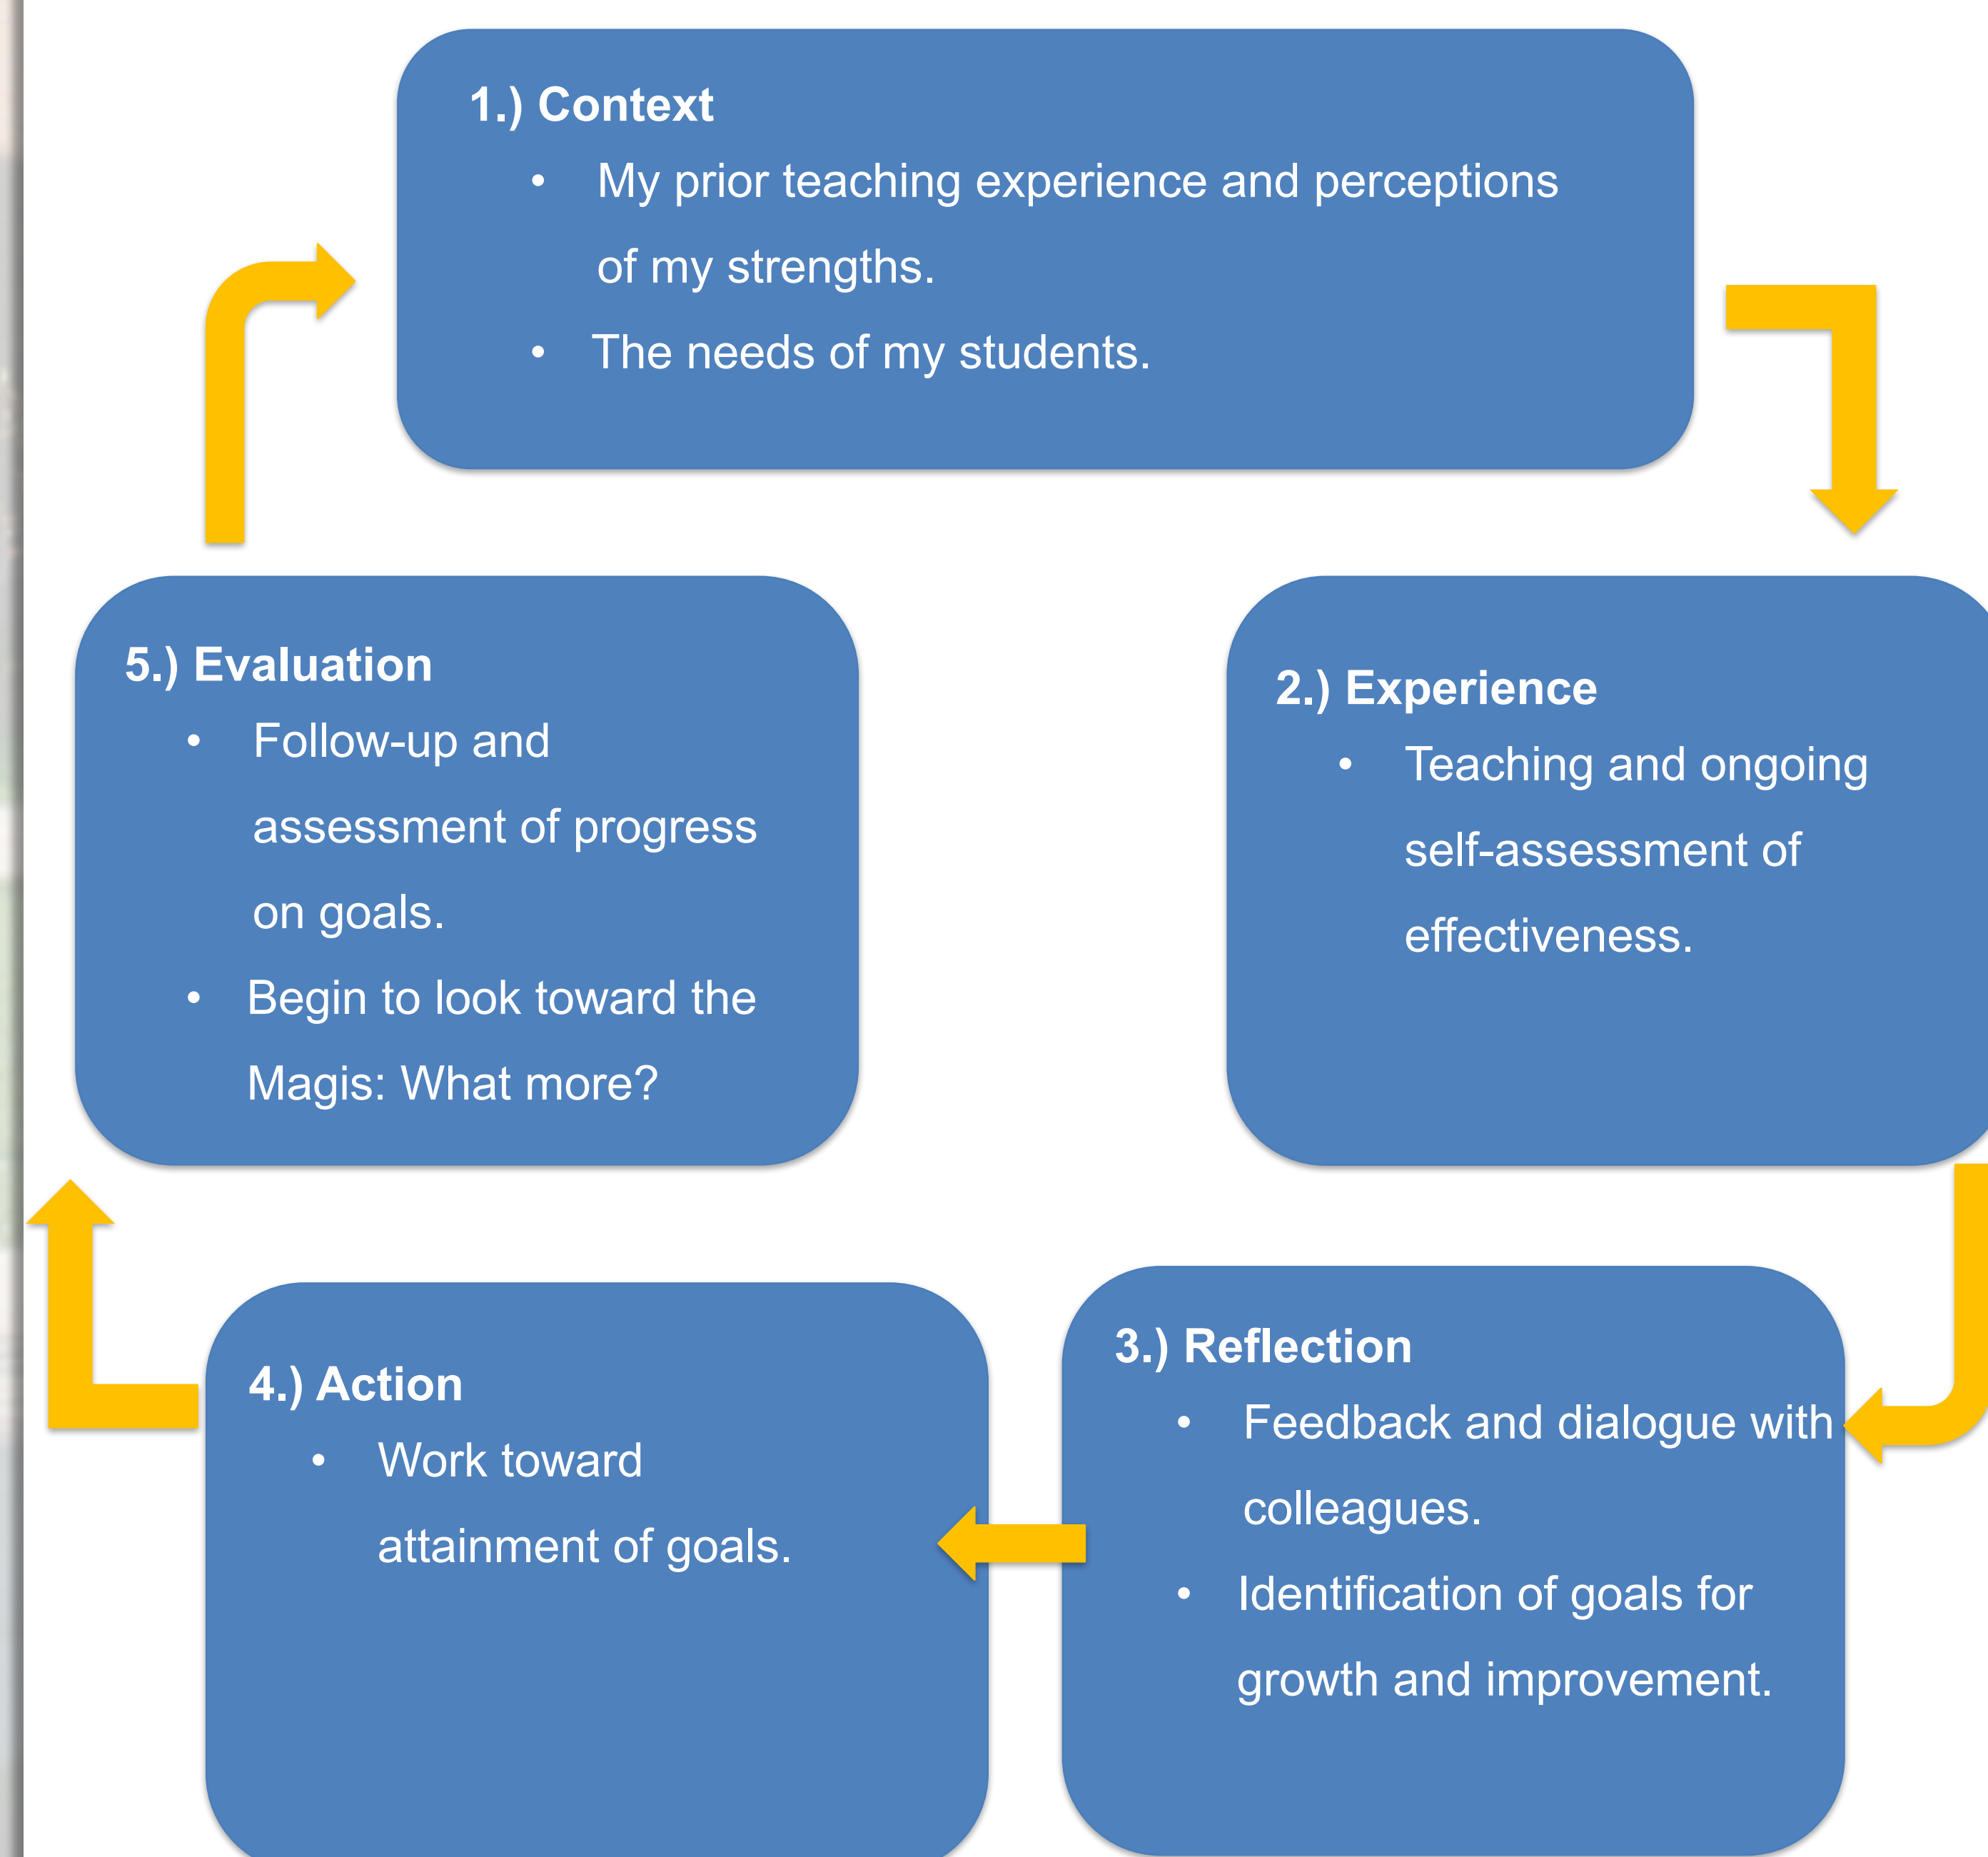 1.) Context
• My prior teaching experience and perceptions
of my strengths.
• The needs of my students.
2.) Experience
• Teaching and ongoing
self-assessment of
effectiveness.
3.) Reflection
• Feedback and dialogue with
colleagues.
• Identification of goals for
growth and improvement.
4.) Action
• Work toward
attainment of goals.
5.) Evaluation
• Follow-up and
assessment of progress
on goals.
• Begin to look toward the
Magis: What more?